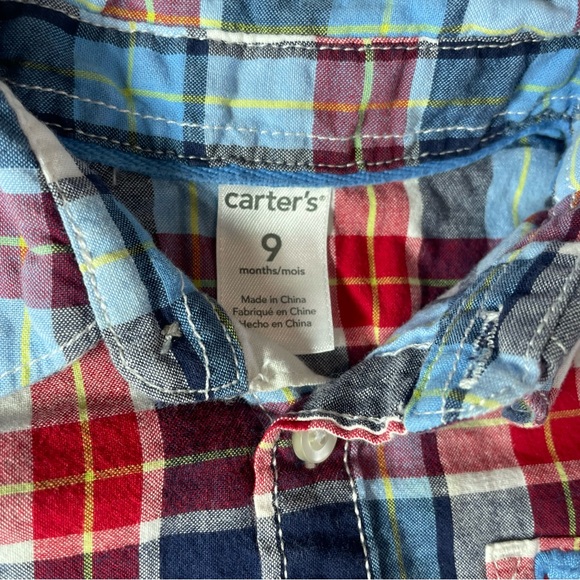 carter's®
9
months/mois
Made in China
Fabriqué en Chine
Hecho en China